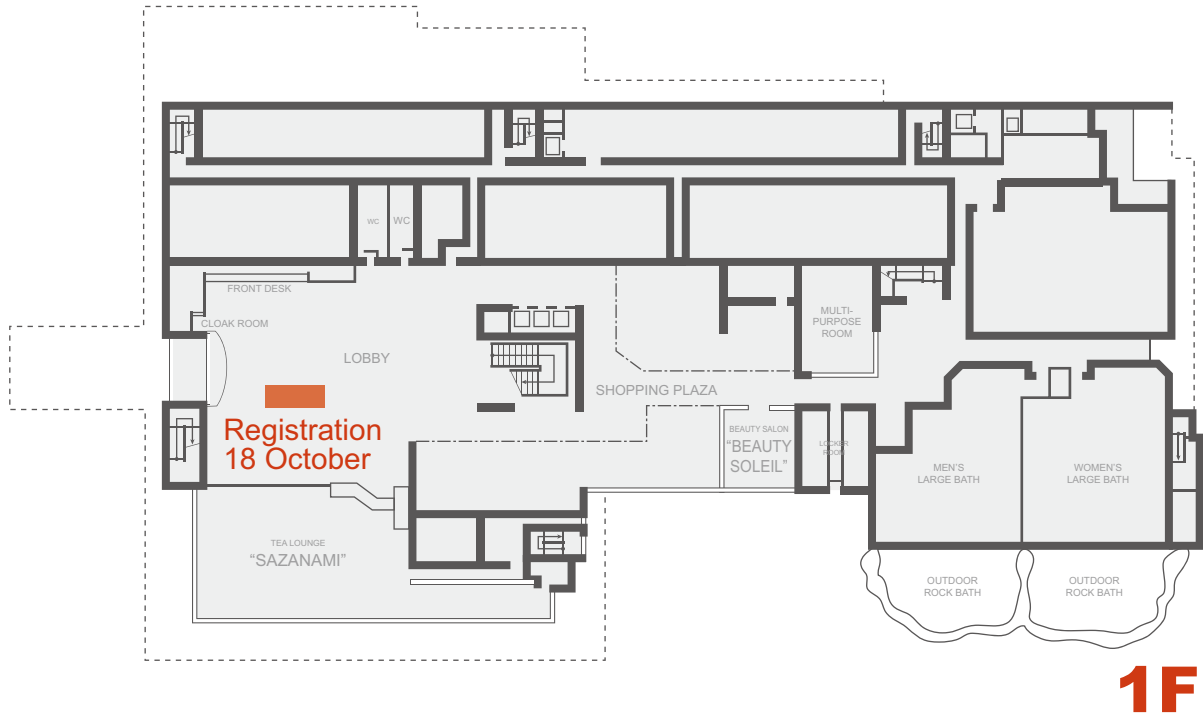 WC
WC
FRONT DESK
CLOAK ROOM
LOBBY
MULTI-
PURPOSE
ROOM
SHOPPING PLAZA
Registration
18 October
BEAUTY SALON
“BEAUTY
SOLEIL”
LOCKER
ROOM
MEN'S
LARGE BATH
WOMEN'S
LARGE BATH
TEA LOUNGE
“SAZANAMI”
OUTDOOR
ROCK BATH
OUTDOOR
ROCK BATH
1F